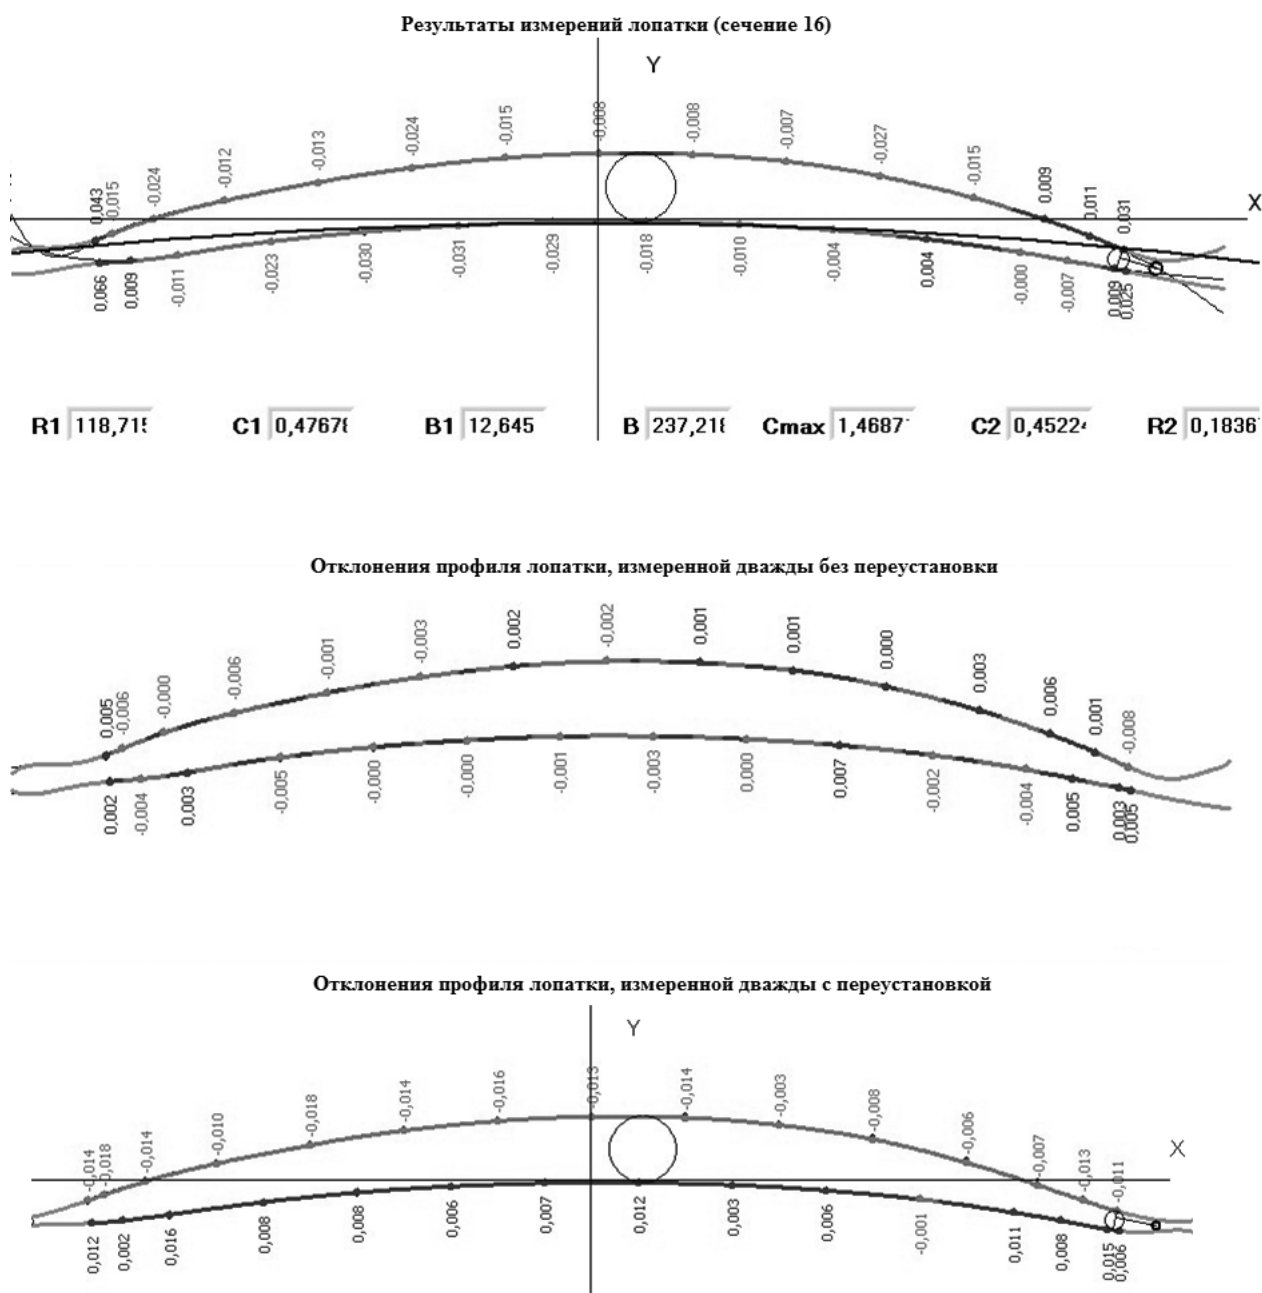 Результаты измерений лопатки (сечение 16)
Y
X
0,043 -0,015 -0,024 -0,012 -0,013 -0,024 -0,015 -0,008 -0,008 -0,007 -0,027 -0,015 0,009 0,011 0,031
0,066 0,009 -0,011 -0,023 -0,030 -0,031 -0,029 -0,018 -0,010 -0,004 0,004 -0,000 -0,007 0,009 0,025
R1 118,715 C1 0,47678 B1 12,645 B 237,218 Cmax 1,4687 C2 0,4522 R2 0,1836
Отклонения профиля лопатки, измеренной дважды без переустановки
0,005 -0,006 -0,000 -0,006 -0,001 -0,003 0,002 -0,002 0,001 0,001 0,000 0,003 0,006 0,001 -0,008
0,002 -0,004 0,003 -0,005 -0,000 -0,000 -0,001 -0,003 0,000 0,007 -0,002 -0,004 0,005 0,003 0,005
Отклонения профиля лопатки, измеренной дважды с переустановкой
Y
X
-0,014 -0,018 -0,014 -0,010 -0,018 -0,014 -0,016 -0,013 -0,014 -0,003 -0,008 -0,006 -0,007 -0,013 -0,011
0,012 0,002 0,016 0,008 0,008 0,006 0,007 0,012 0,003 0,006 -0,001 0,011 0,008 0,015 0,006